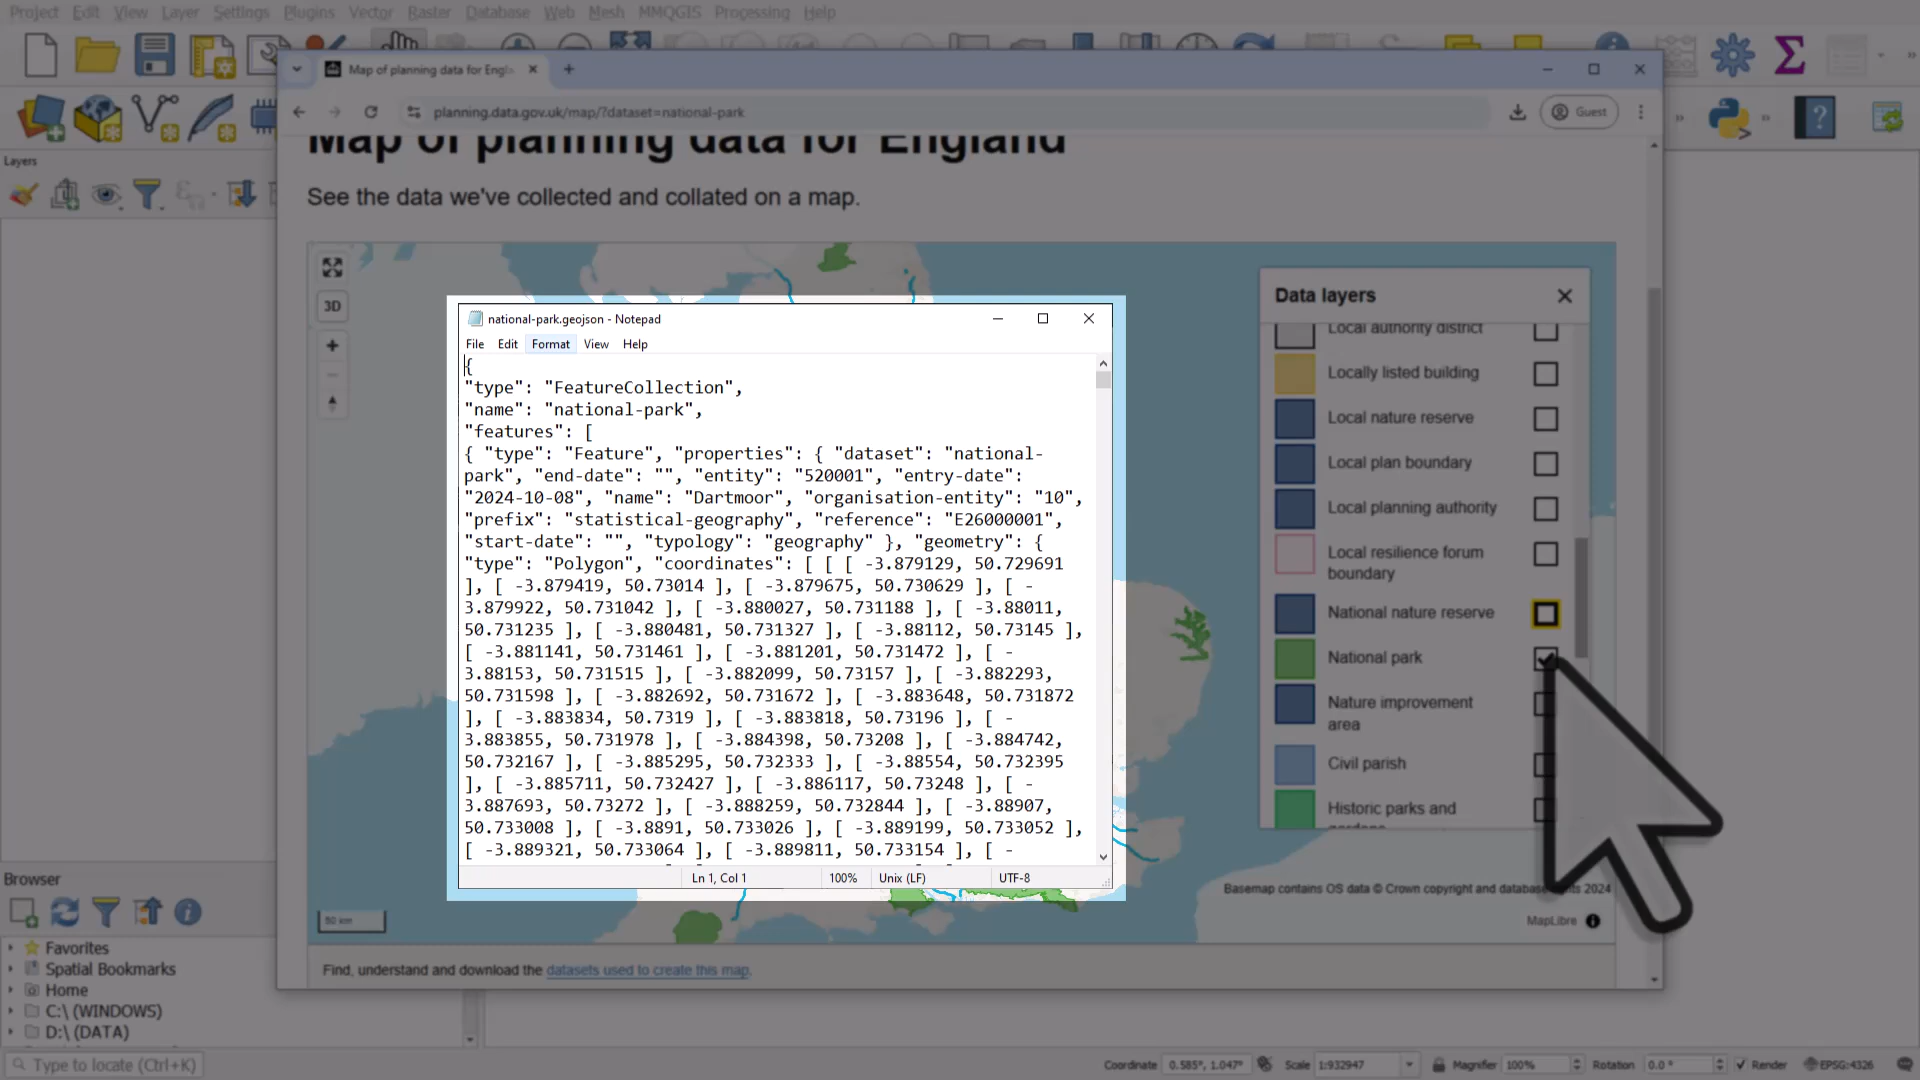 Project Edit View Layer Settings Plugins Vector Raster Database Web Mesh MMQGIS Processing Help
Map of planning data for Engl
planning.data.gov.uk/map/?dataset=national-park
Guest
Layers
Map of planning data for England
See the data we've collected and collated on a map.
3D
Data layers
Local authority district
Locally listed building
Local nature reserve
Local plan boundary
Local planning authority
Local resilience forum
boundary
National nature reserve
National park
Nature improvement
area
Civil parish
Historic parks and
gardens
national-park.geojson - Notepad
File Edit Format View Help
{
"type": "FeatureCollection",
"name": "national-park",
"features": [
{ "type": "Feature", "properties": { "dataset": "national-
park", "end-date": "", "entity": "520001", "entry-date":
"2024-10-08", "name": "Dartmoor", "organisation-entity": "10",
"prefix": "statistical-geography", "reference": "E26000001",
"start-date": "", "typology": "geography" }, "geometry": {
"type": "Polygon", "coordinates": [ [ [ -3.879129, 50.729691
], [ -3.879419, 50.73014 ], [ -3.879675, 50.730629 ], [ -
3.879922, 50.731042 ], [ -3.880027, 50.731188 ], [ -3.88011,
50.731235 ], [ -3.880481, 50.731327 ], [ -3.88112, 50.73145 ],
[ -3.881141, 50.731461 ], [ -3.881201, 50.731472 ], [ -
3.88153, 50.731515 ], [ -3.882099, 50.73157 ], [ -3.882293,
50.731598 ], [ -3.882692, 50.731672 ], [ -3.883648, 50.731872
], [ -3.883834, 50.7319 ], [ -3.883818, 50.73196 ], [ -
3.883855, 50.731978 ], [ -3.884398, 50.73208 ], [ -3.884742,
50.732167 ], [ -3.885295, 50.732333 ], [ -3.88554, 50.732395
], [ -3.885711, 50.732427 ], [ -3.886117, 50.73248 ], [ -
3.887693, 50.73272 ], [ -3.888259, 50.732844 ], [ -3.88907,
50.733008 ], [ -3.8891, 50.733026 ], [ -3.889199, 50.733052 ],
[ -3.889321, 50.733064 ], [ -3.889811, 50.733154 ], [ -
Ln 1, Col 1 100% Unix (LF) UTF-8
Basemap contains OS data © Crown copyright and database 2024
MapLibre
50 km
Find, understand and download the datasets used to create this map.
Browser
Favorites
Spatial Bookmarks
Home
C:\ (WINDOWS)
D:\ (DATA)
Type to locate (Ctrl+K)
Coordinate 0.585°, 1.047° Scale 1:932947 Magnifier 100% Rotation 0.0 ° Render EPSG:4326